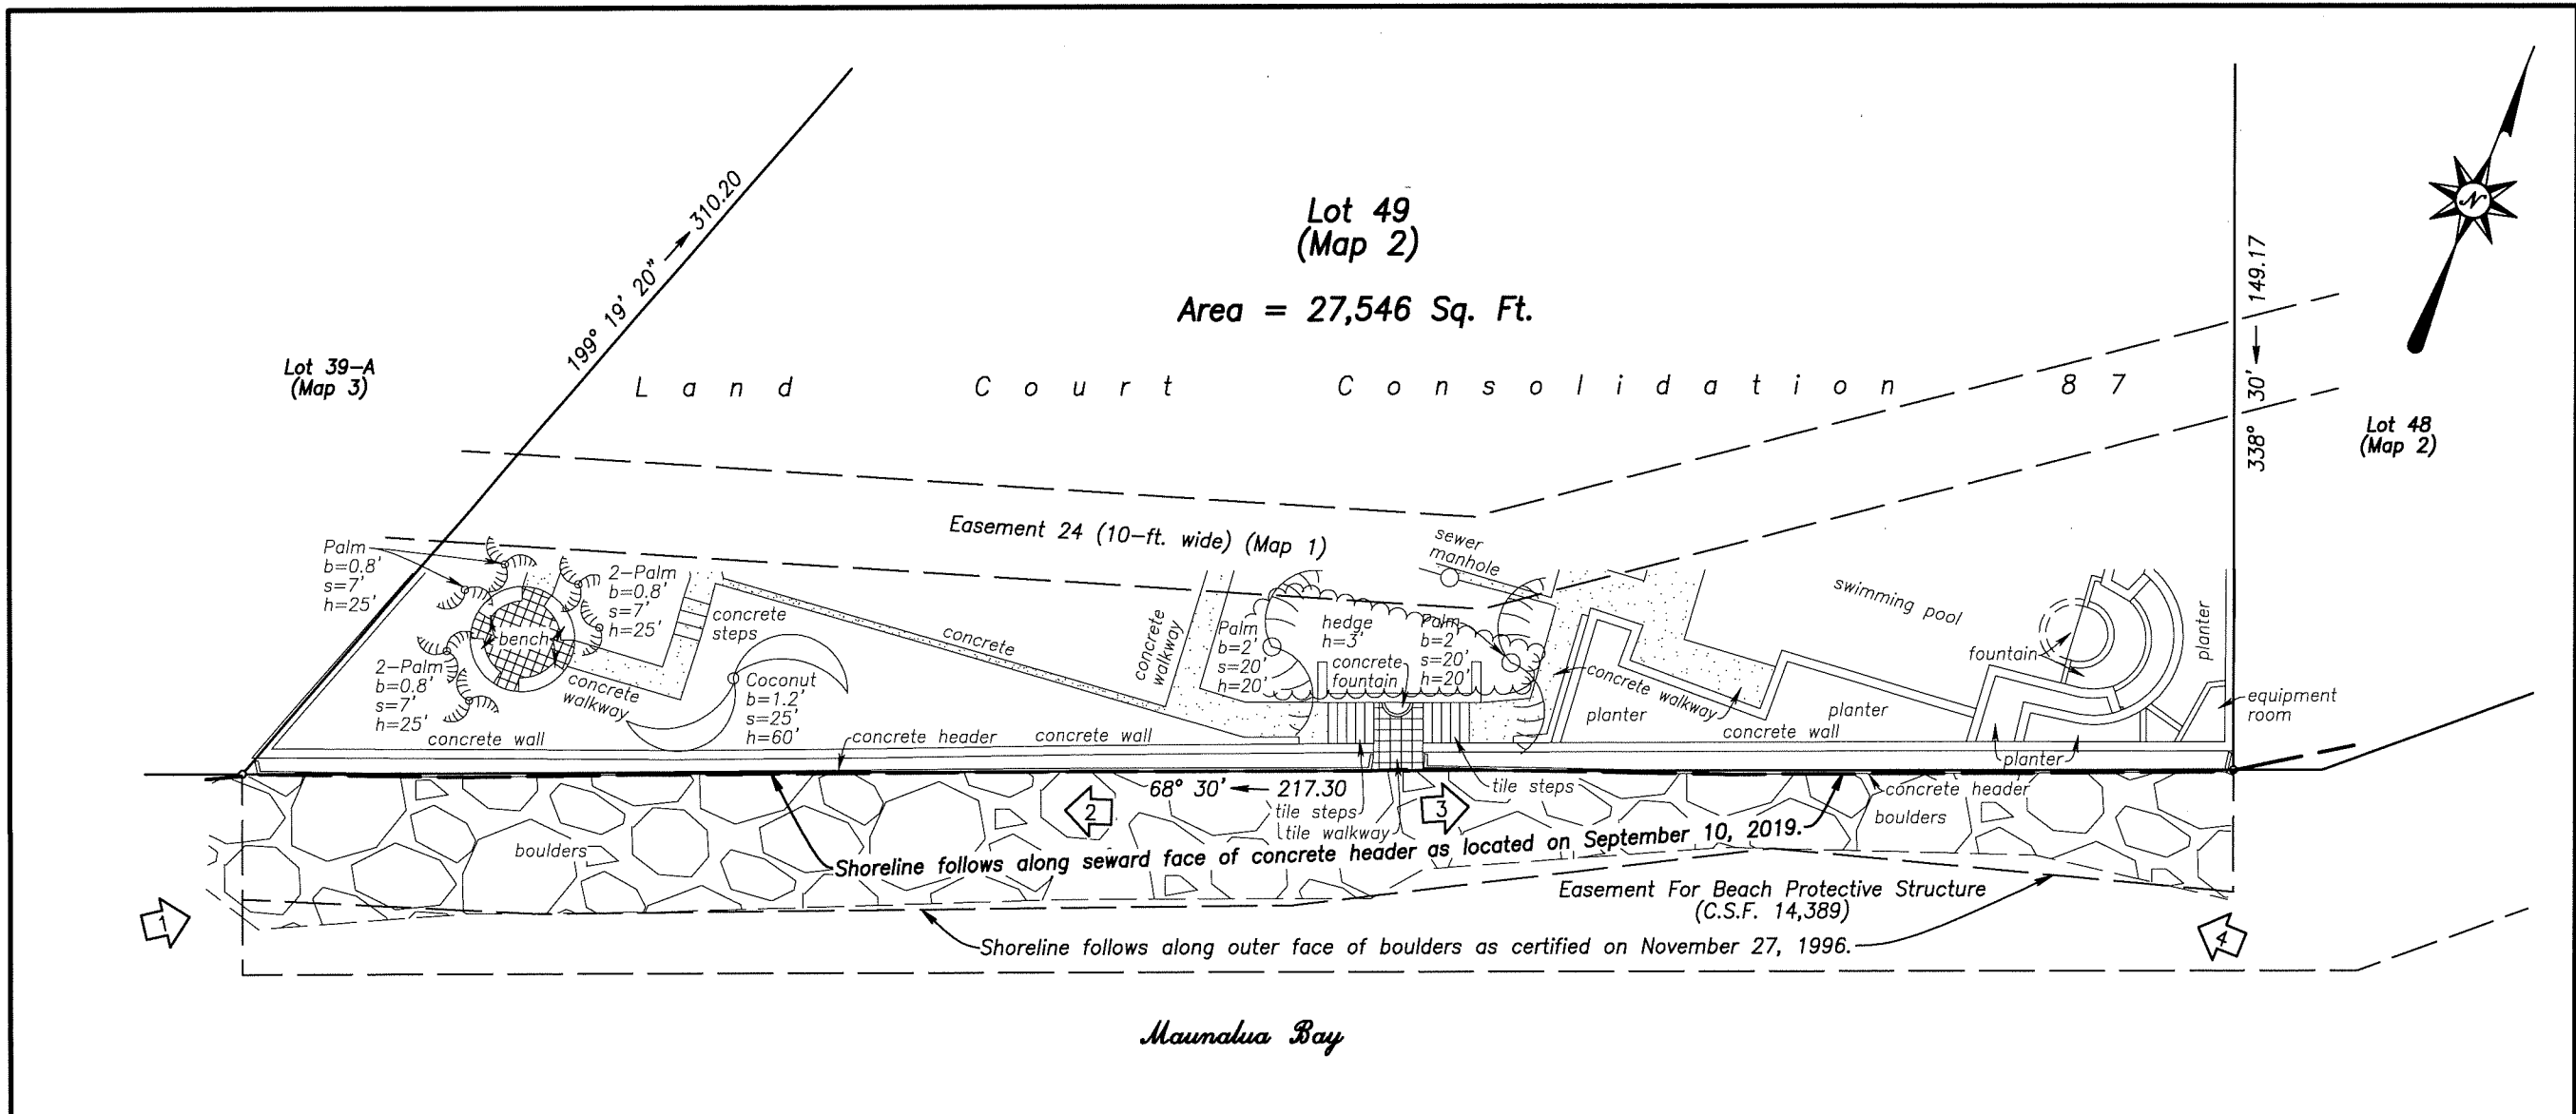 Lot 49
(Map 2)
Area = 27,546 Sq. Ft.
199° 19' 20" 310.20
149.17
338° 30'
N
Lot 39-A
(Map 3)
Land Court Consolidation 87
Lot 48
(Map 2)
Easement 24 (10-ft. wide) (Map 1)
sewer
manhole
Palm
b=0.8'
s=7'
h=25'
2-Palm
b=0.8'
s=7'
h=25'
bench
2-Palm
b=0.8'
s=7'
h=25'
concrete
steps
concrete
walkway
Coconut
b=1.2'
s=25'
h=60'
concrete
concrete
walkway
Palm
b=2'
s=20'
h=20'
hedge
h=3'
concrete
fountain
Palm
b=2'
s=20'
h=20'
concrete walkway
swimming pool
fountain
planter
equipment
room
planter
planter
planter
concrete wall
concrete header
concrete wall
concrete wall
68° 30' 217.30
2
3
tile steps
tile walkway
tile steps
concrete header
boulders
boulders
Shoreline follows along seward face of concrete header as located on September 10, 2019.
Easement For Beach Protective Structure
(C.S.F. 14,389)
1
4
Shoreline follows along outer face of boulders as certified on November 27, 1996.
Maunalua Bay